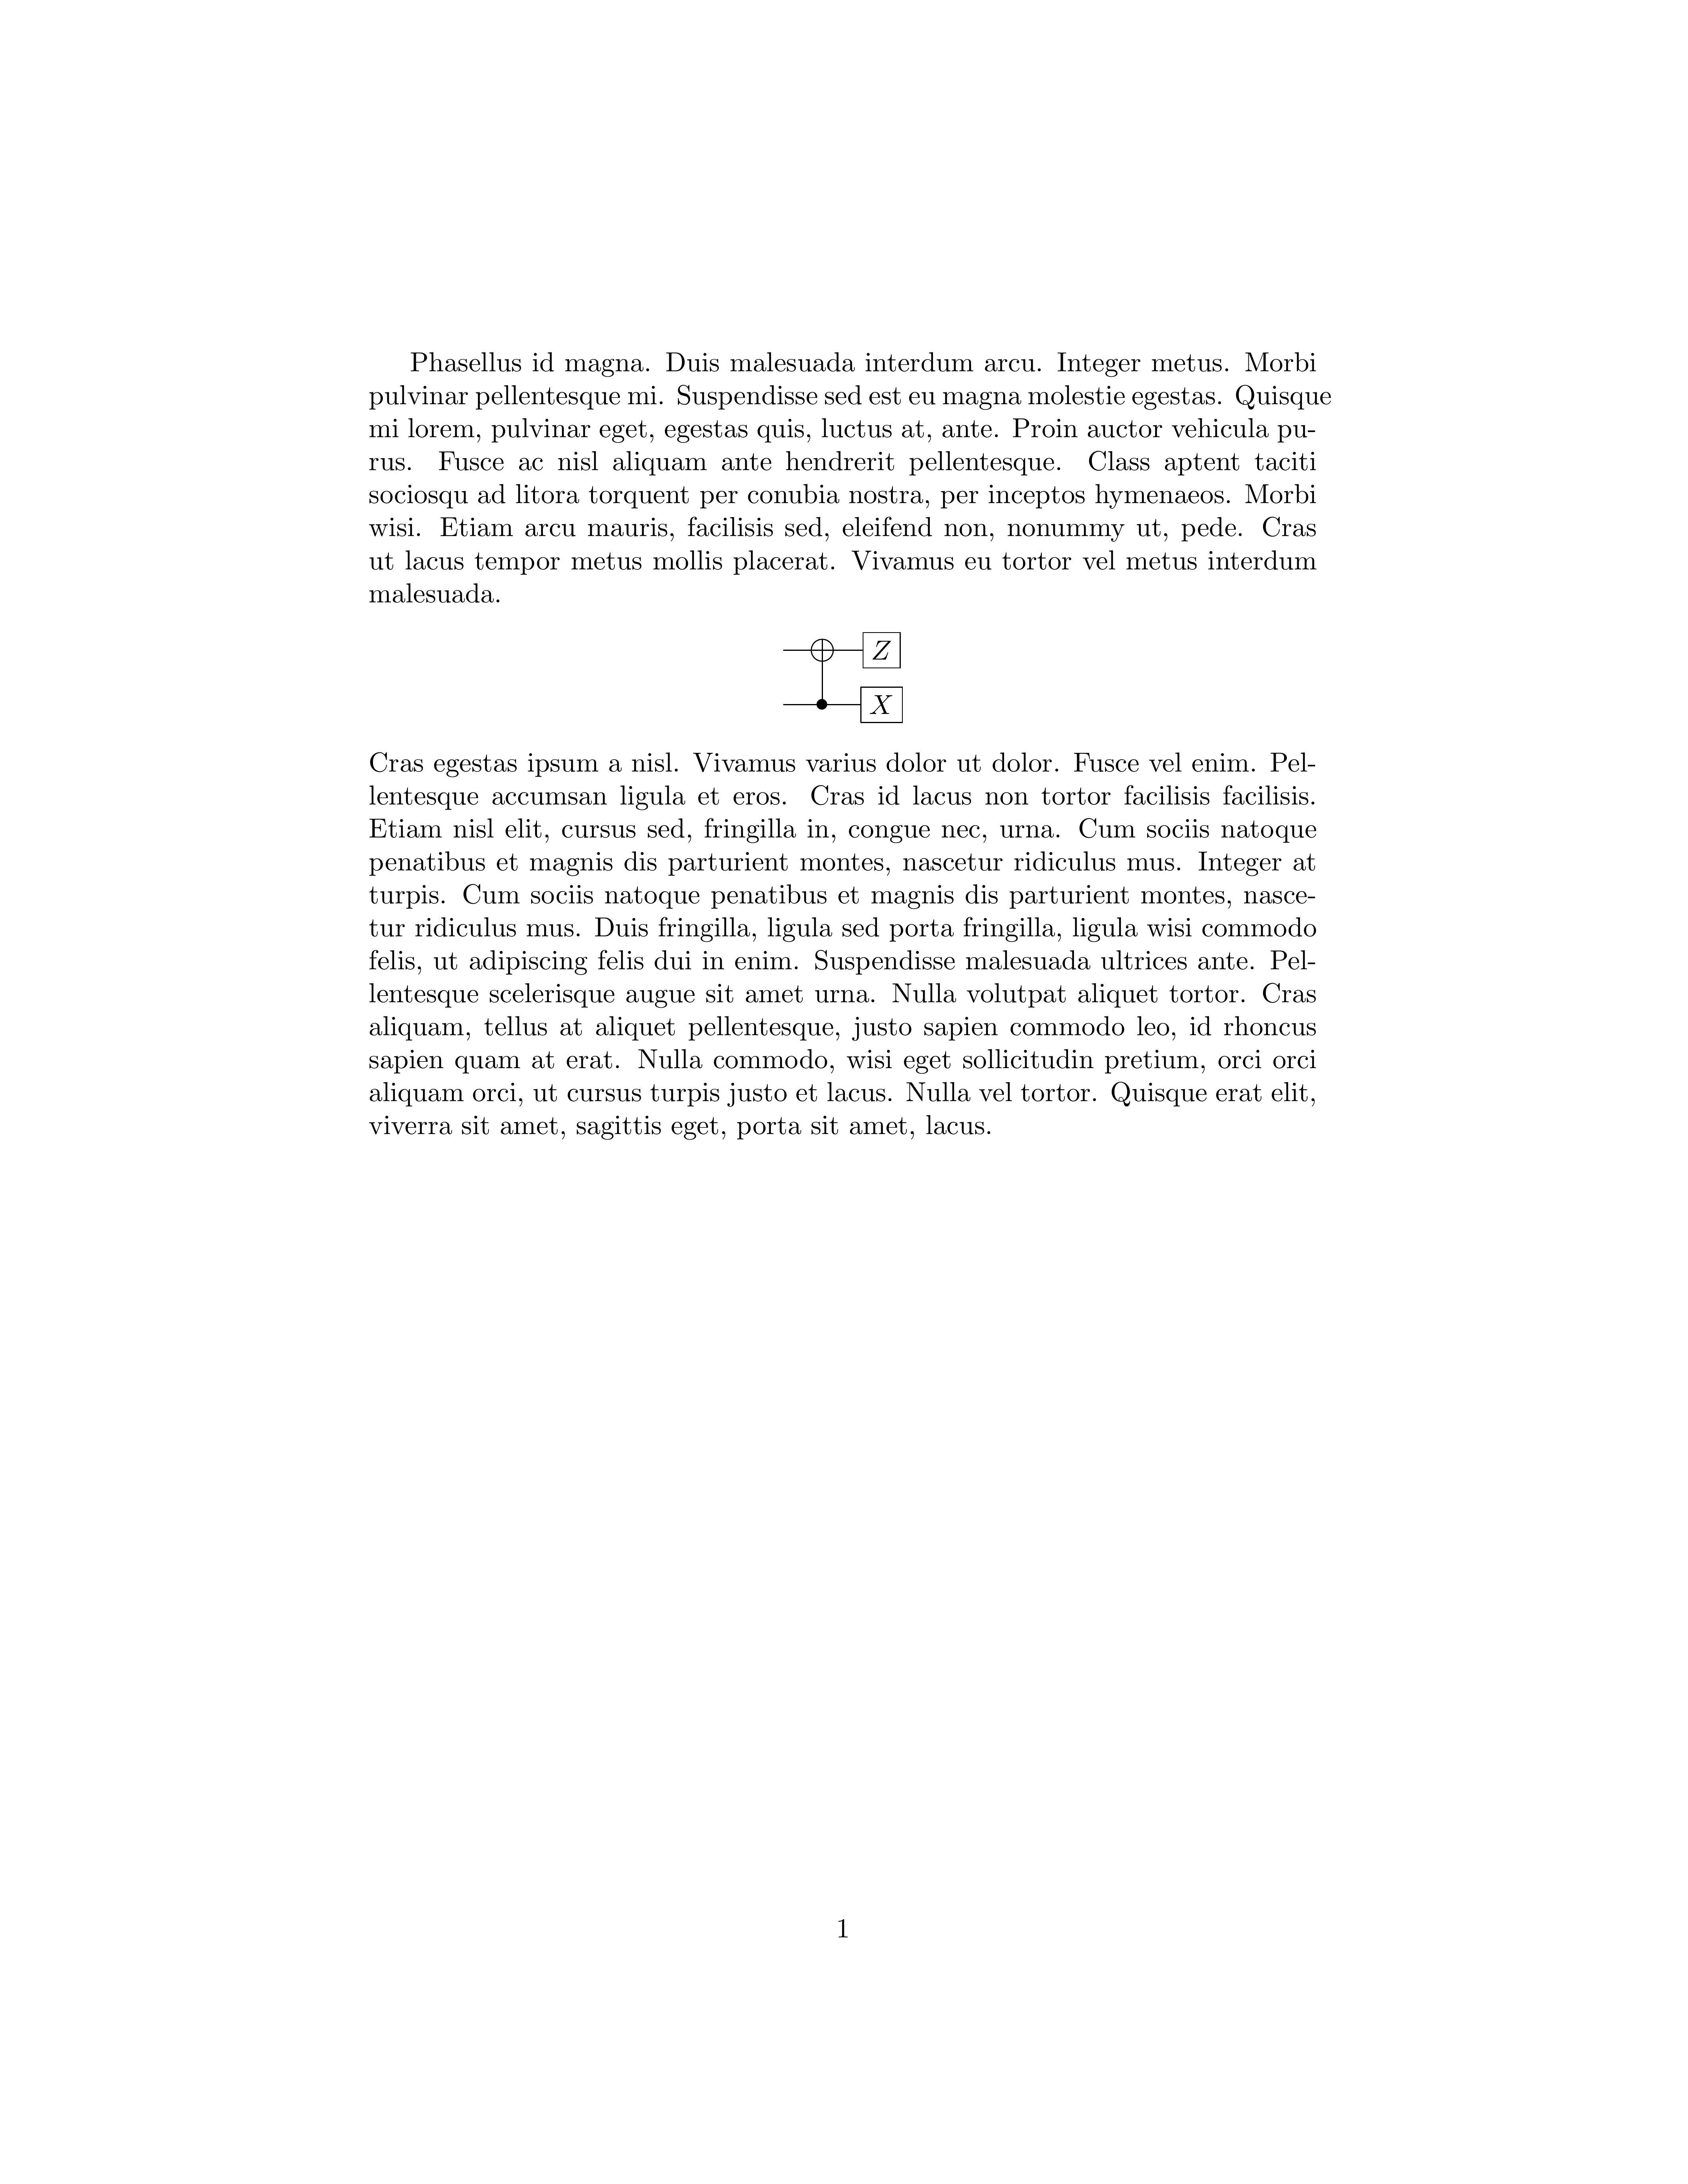 Phasellus id magna. Duis malesuada interdum arcu. Integer metus. Morbi
pulvinar pellentesque mi. Suspendisse sed est eu magna molestie egestas. Quisque
mi lorem, pulvinar eget, egestas quis, luctus at, ante. Proin auctor vehicula pu-
rus. Fusce ac nisl aliquam ante hendrerit pellentesque. Class aptent taciti
sociosqu ad litora torquent per conubia nostra, per inceptos hymenaeos. Morbi
wisi. Etiam arcu mauris, facilisis sed, eleifend non, nonummy ut, pede. Cras
ut lacus tempor metus mollis placerat. Vivamus eu tortor vel metus interdum
malesuada.
Z
X
Cras egestas ipsum a nisl. Vivamus varius dolor ut dolor. Fusce vel enim. Pel-
lentesque accumsan ligula et eros. Cras id lacus non tortor facilisis facilisis.
Etiam nisl elit, cursus sed, fringilla in, congue nec, urna. Cum sociis natoque
penatibus et magnis dis parturient montes, nascetur ridiculus mus. Integer at
turpis. Cum sociis natoque penatibus et magnis dis parturient montes, nasce-
tur ridiculus mus. Duis fringilla, ligula sed porta fringilla, ligula wisi commodo
felis, ut adipiscing felis dui in enim. Suspendisse malesuada ultrices ante. Pel-
lentesque scelerisque augue sit amet urna. Nulla volutpat aliquet tortor. Cras
aliquam, tellus at aliquet pellentesque, justo sapien commodo leo, id rhoncus
sapien quam at erat. Nulla commodo, wisi eget sollicitudin pretium, orci orci
aliquam orci, ut cursus turpis justo et lacus. Nulla vel tortor. Quisque erat elit,
viverra sit amet, sagittis eget, porta sit amet, lacus.
1